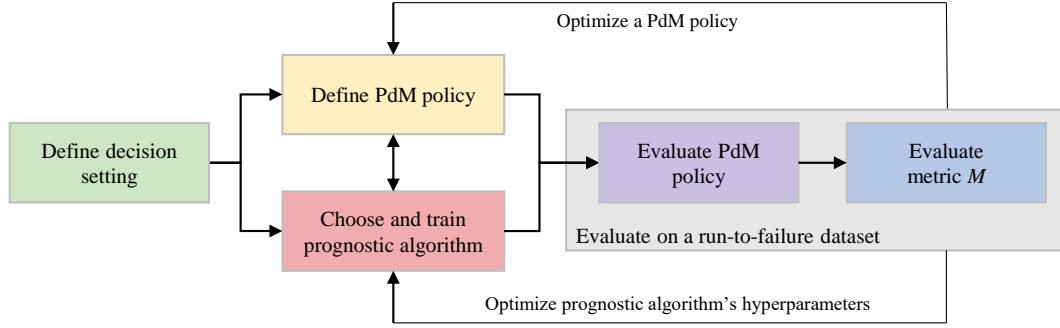 Optimize a PdM policy
Define PdM policy
Define decision
setting
Evaluate PdM
policy
Evaluate
metric M
Choose and train
prognostic algorithm
Evaluate on a run-to-failure dataset
Optimize prognostic algorithm’s hyperparameters